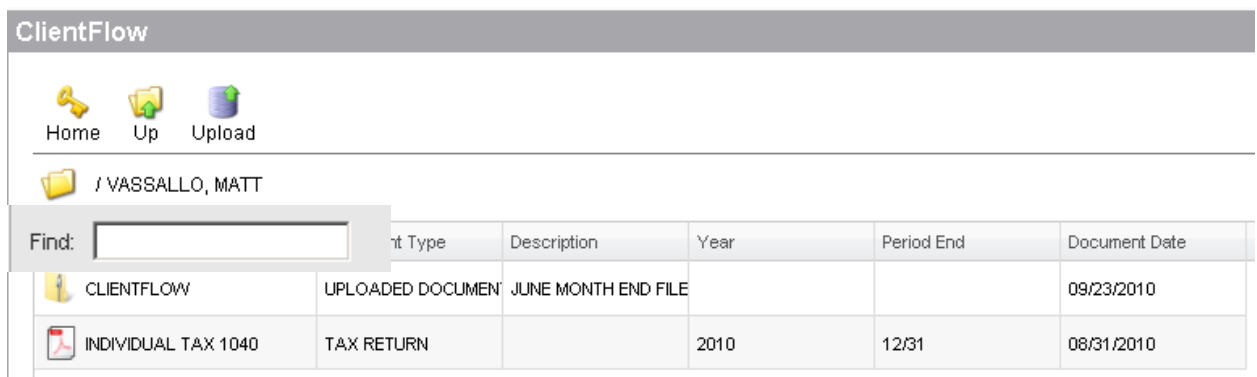 ClientFlow
Home Up Upload
/ VASSALLO, MATT
Find:
nt Type Description Year Period End Document Date
CLIENTFLOW UPLOADED DOCUMENT JUNE MONTH END FILE 09/23/2010
INDIVIDUAL TAX 1040 TAX RETURN 2010 12/31 08/31/2010